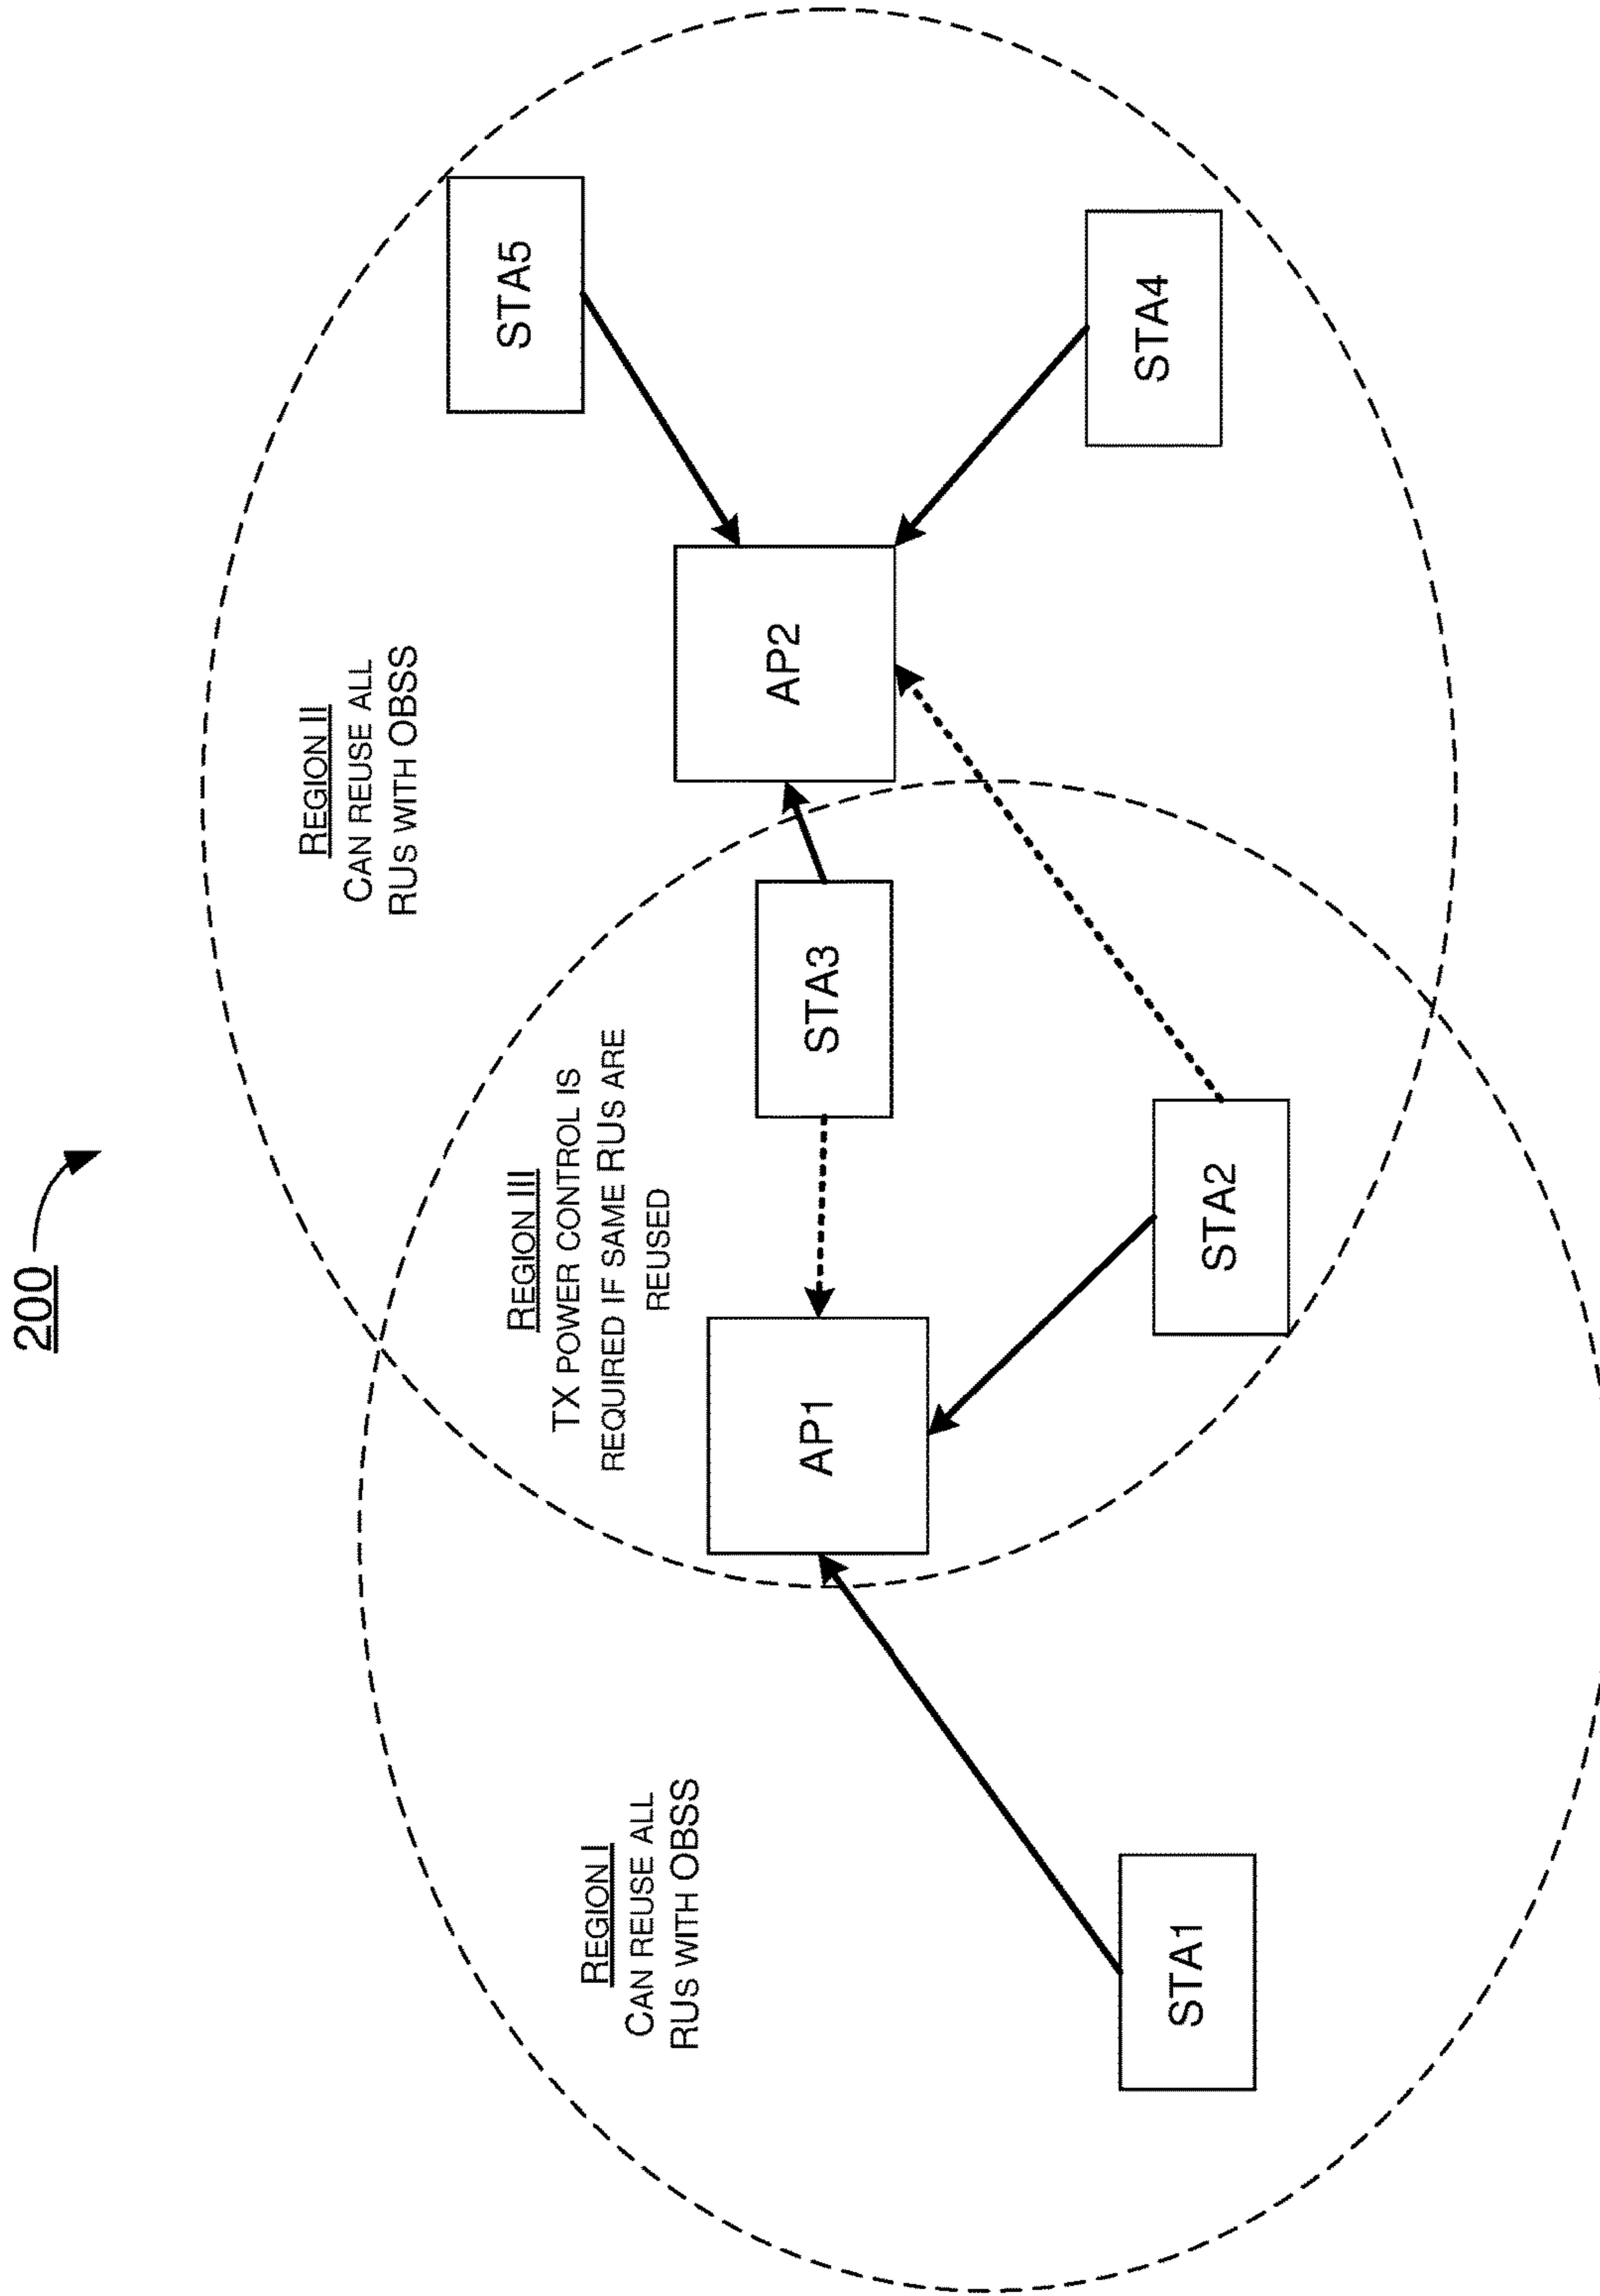 200
REGION I
CAN REUSE ALL
RUS WITH OBSS
REGION III
TX POWER CONTROL IS
REQUIRED IF SAME RUS ARE
REUSED
REGION II
CAN REUSE ALL
RUS WITH OBSS
AP1
STA3
AP2
STA5
STA1
STA2
STA4